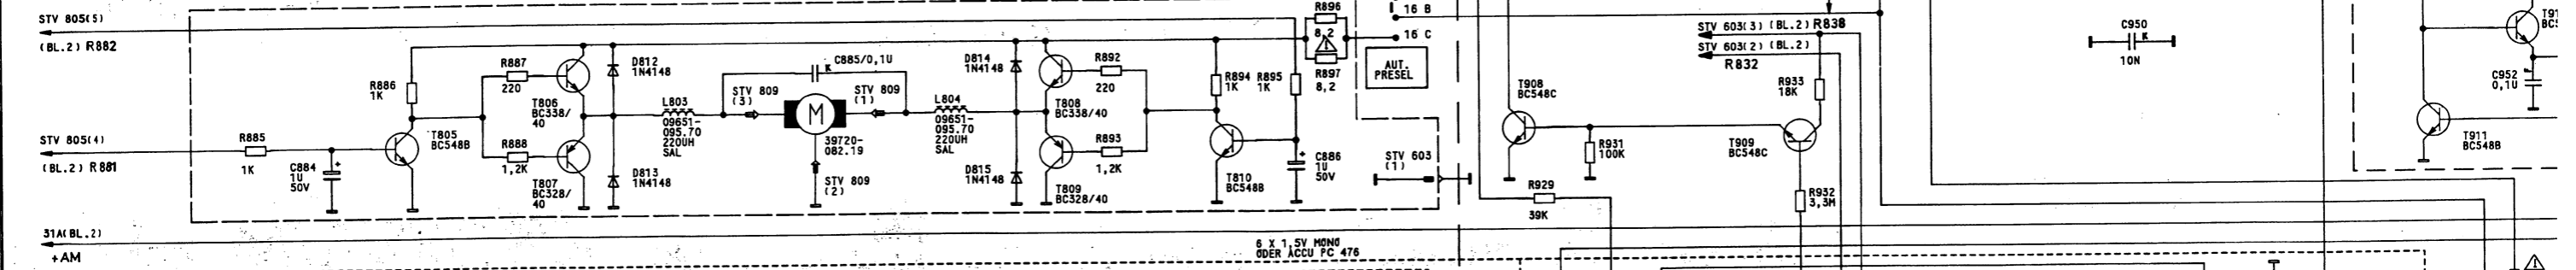 STV 805(5)
(BL.2) R882
R886
1K
STV 805(4)
(BL.2) R881
R885
1K
C884
1U
50V
+
T805
BC548B
R887
220
R888
1,2K
T806
BC338/
40
T807
BC328/
40
D812
1N4148
D813
1N4148
L803
09651-
095.70
220UH
SAL
STV 809
(3)
C885/0,1U
K
M
STV 809
(1)
39720-
082.19
STV 809
(2)
L804
09651-
095.70
220UH
SAL
D814
1N4148
D815
1N4148
T808
BC338/40
T809
BC328/40
R892
220
R893
1,2K
R894
1K
R895
1K
T810
BC548B
C886
1U
50V
+
R896
8,2
R897
8,2
16 B
16 C
AUT.
PRESEL
STV 603
(1)
T908
BC548C
R931
100K
R929
39K
STV 603(3) (BL.2) R838
STV 603(2) (BL.2)
R832
R933
18K
T909
BC548C
R932
3,3M
C950
K
10N
C952
0,1U
T911
BC548B
31A(BL.2)
+AM
6 X 1,5V MONO
ODER ACCU PC 476